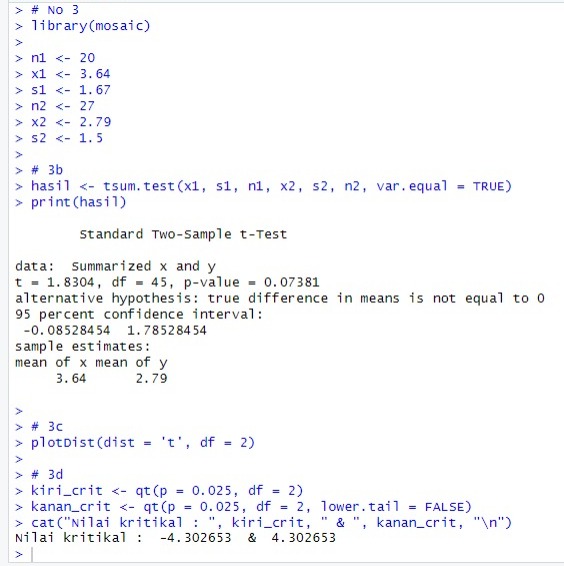 > # No 3
> library(mosaic)
>
> n1 <- 20
> x1 <- 3.64
> s1 <- 1.67
> n2 <- 27
> x2 <- 2.79
> s2 <- 1.5
>
> # 3b
> hasil <- tsum.test(x1, s1, n1, x2, s2, n2, var.equal = TRUE)
> print(hasil)
Standard Two-Sample t-Test
data:  Summarized x and y
t = 1.8304, df = 45, p-value = 0.07381
alternative hypothesis: true difference in means is not equal to 0
95 percent confidence interval:
 -0.08528454  1.78528454
sample estimates:
mean of x mean of y
     3.64      2.79
>
> # 3c
> plotDist(dist = 't', df = 2)
>
> # 3d
> kiri_crit <- qt(p = 0.025, df = 2)
> kanan_crit <- qt(p = 0.025, df = 2, lower.tail = FALSE)
> cat("Nilai kritikal : ", kiri_crit, " & ", kanan_crit, "\n")
Nilai kritikal :  -4.302653  &  4.302653
>